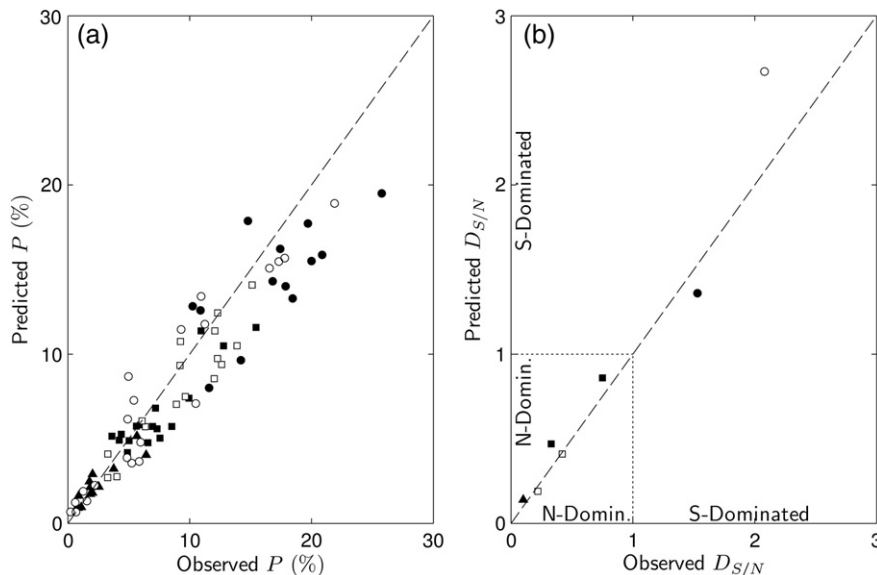 (a)
30
20
10
0
Predicted P (%)
0
10
20
30
Observed P (%)
(b)
3
2
1
0
Predicted D_{S/N}
S-Dominated
N-Domin.
N-Domin.
S-Dominated
0
1
2
3
Observed D_{S/N}